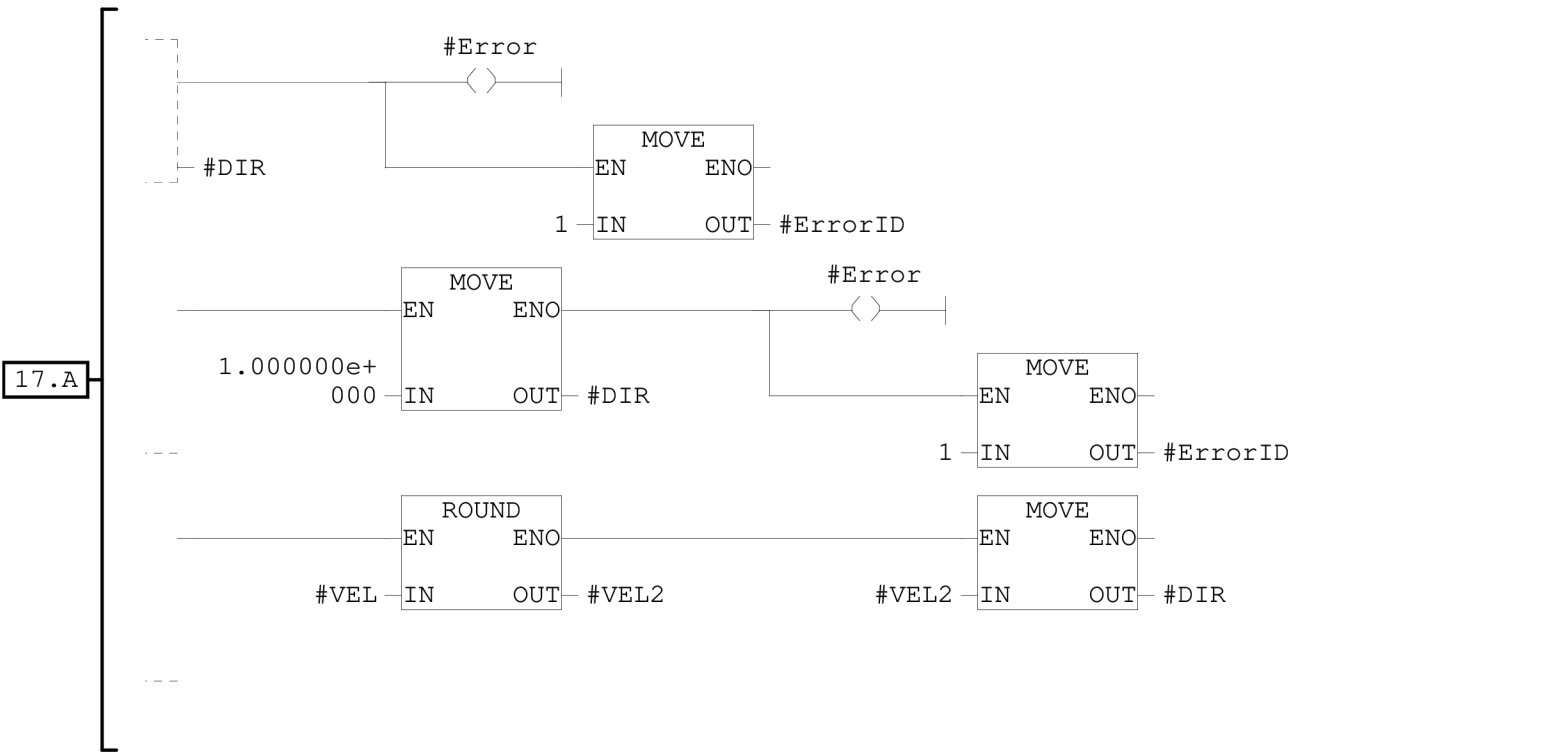 #Error
MOVE
#DIR
EN ENO
1 IN OUT #ErrorID
MOVE
#Error
EN ENO
1.000000e+
MOVE
17.A
000 IN OUT #DIR
EN ENO
1 IN OUT #ErrorID
ROUND
MOVE
EN ENO
EN ENO
#VEL IN OUT #VEL2
#VEL2 IN OUT #DIR